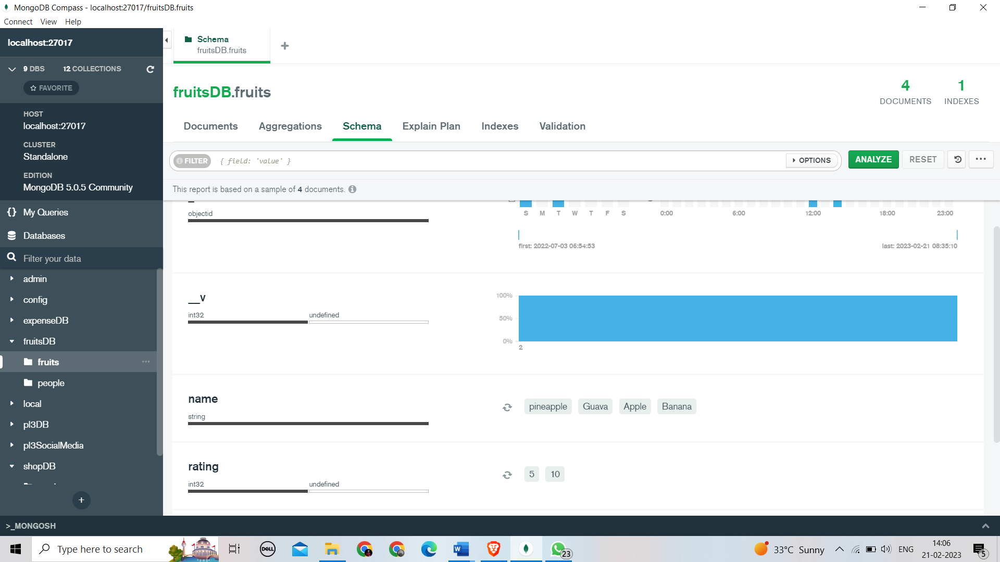 MongoDB Compass - localhost:27017/fruitsDB.fruits
Connect View Help
localhost:27017
9 DBS 12 COLLECTIONS
FAVORITE
HOST
localhost:27017
CLUSTER
Standalone
EDITION
MongoDB 5.0.5 Community
{} My Queries
Databases
Filter your data
admin
config
expenseDB
fruitsDB
fruits
people
local
pl3DB
pl3SocialMedia
shopDB
+
Schema
fruitsDB.fruits
+
fruitsDB.fruits
4
DOCUMENTS
1
INDEXES
Documents Aggregations Schema Explain Plan Indexes Validation
FILTER { field: 'value' } OPTIONS ANALYZE RESET
This report is based on a sample of 4 documents.
objectid
S M T W T F S
0:00 6:00 12:00 18:00 23:00
first: 2022-07-03 06:54:53 last: 2023-02-21 08:35:10
__v
int32 undefined
100%
50%
0%
2
name
string
pineapple Guava Apple Banana
rating
int32 undefined
5 10
>_MONGOSH
Type here to search
DELL
W
23
33°C Sunny
ENG
14:06
21-02-2023
5